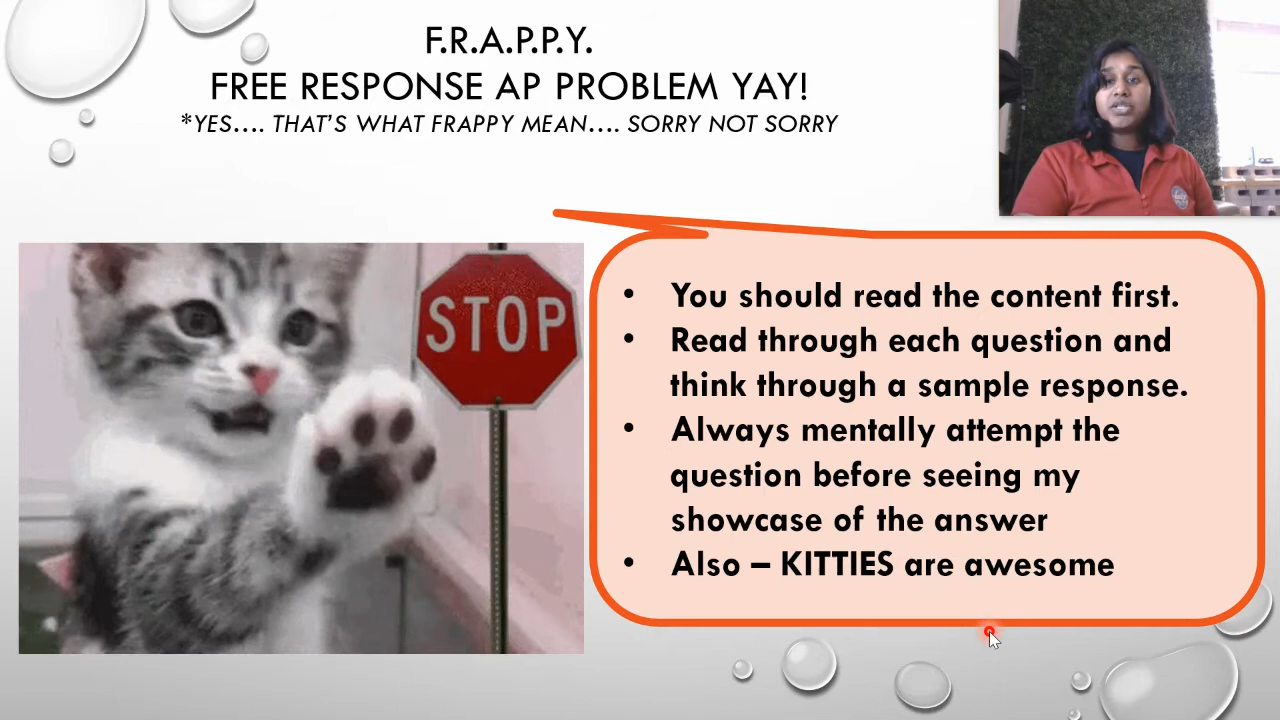 F.R.A.P.P.Y.
FREE RESPONSE AP PROBLEM YAY!
*YES.... THAT'S WHAT FRAPPY MEAN.... SORRY NOT SORRY
STOP
• You should read the content first.
• Read through each question and
think through a sample response.
• Always mentally attempt the
question before seeing my
showcase of the answer
• Also – KITTIES are awesome